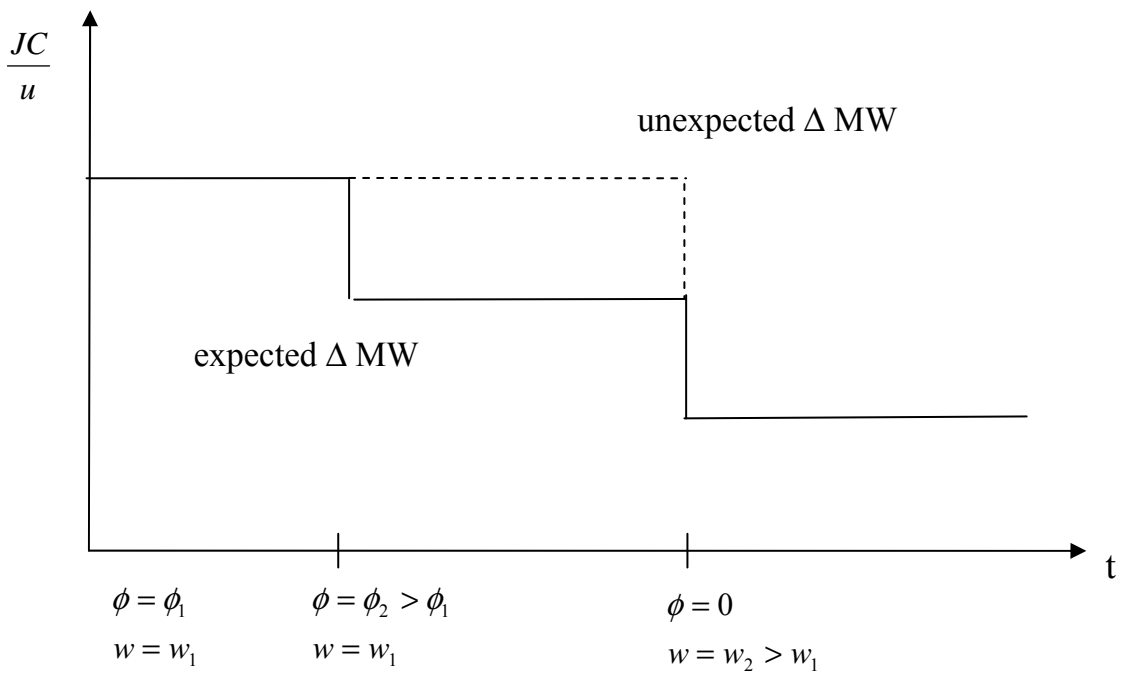 JC
u
unexpected Δ MW
expected Δ MW
t
ϕ = ϕ₁ ϕ = ϕ₂ > ϕ₁ ϕ = 0
w = w₁ w = w₁ w = w₂ > w₁